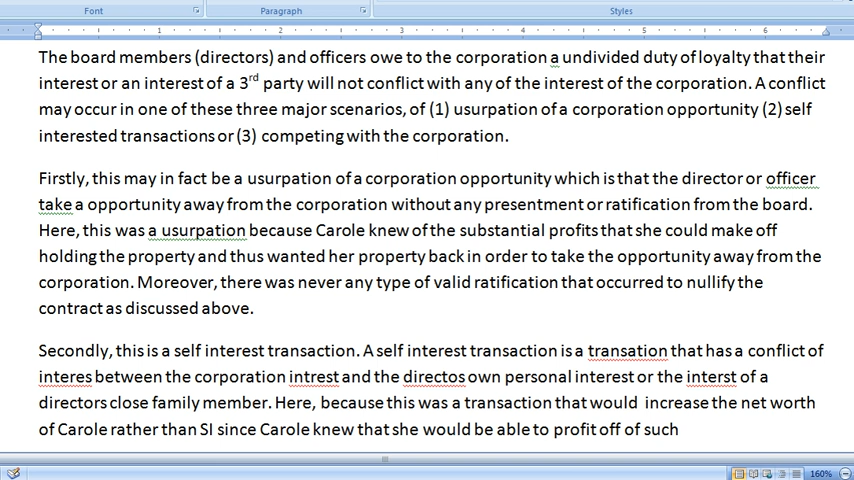 Font Paragraph Styles
1 2 3 4 5 6
The board members (directors) and officers owe to the corporation a undivided duty of loyalty that their
interest or an interest of a 3rd party will not conflict with any of the interest of the corporation. A conflict
may occur in one of these three major scenarios, of (1) usurpation of a corporation opportunity (2) self
interested transactions or (3) competing with the corporation.
Firstly, this may in fact be a usurpation of a corporation opportunity which is that the director or officer
take a opportunity away from the corporation without any presentment or ratification from the board.
Here, this was a usurpation because Carole knew of the substantial profits that she could make off
holding the property and thus wanted her property back in order to take the opportunity away from the
corporation. Moreover, there was never any type of valid ratification that occurred to nullify the
contract as discussed above.
Secondly, this is a self interest transaction. A self interest transaction is a transation that has a conflict of
interes between the corporation intrest and the directos own personal interest or the interst of a
directors close family member. Here, because this was a transaction that would increase the net worth
of Carole rather than SI since Carole knew that she would be able to profit off of such
160%